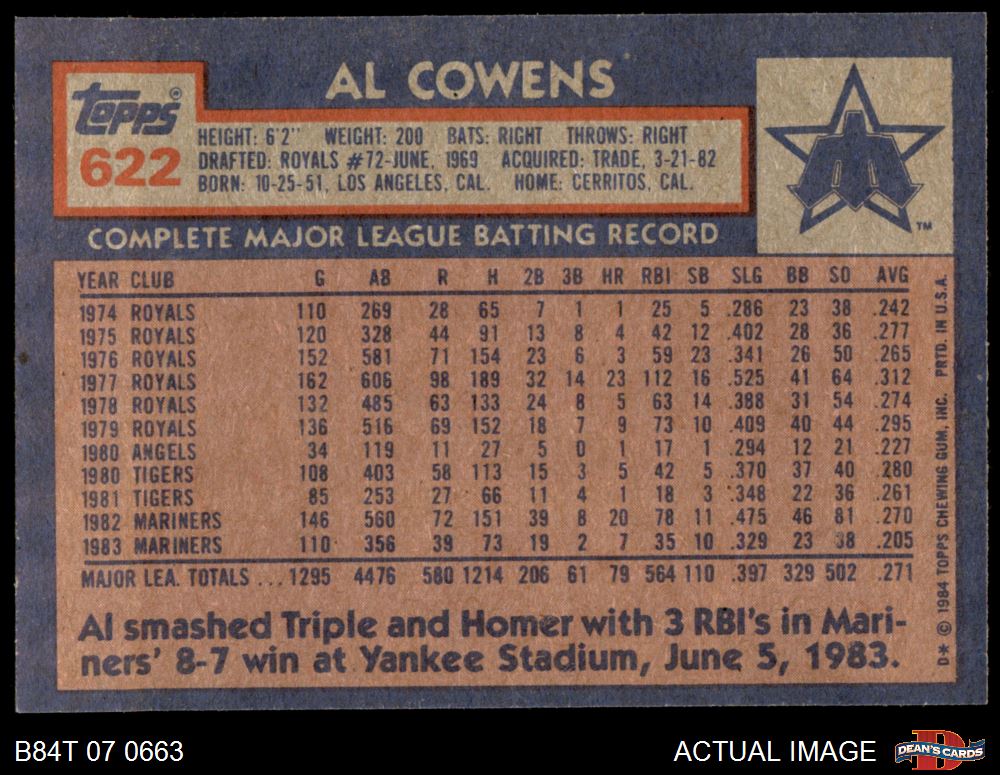 AL COWENS
Topps®
622
HEIGHT: 6'2" WEIGHT: 200 BATS: RIGHT THROWS: RIGHT
DRAFTED: ROYALS #72-JUNE, 1969 ACQUIRED: TRADE, 3-21-82
BORN: 10-25-51, LOS ANGELES, CAL. HOME: CERRITOS, CAL.
TM
COMPLETE MAJOR LEAGUE BATTING RECORD
YEAR CLUB G AB R H 2B 3B HR RBI SB SLG BB SO AVG
1974 ROYALS 110 269 28 65 7 1 1 25 5 .286 23 38 .242
1975 ROYALS 120 328 44 91 13 8 4 42 12 .402 28 36 .277
1976 ROYALS 152 581 71 154 23 6 3 59 23 .341 26 50 .265
1977 ROYALS 162 606 98 189 32 14 23 112 16 .525 41 64 .312
1978 ROYALS 132 485 63 133 24 8 5 63 14 .388 31 54 .274
1979 ROYALS 136 516 69 152 18 7 9 73 10 .409 40 44 .295
1980 ANGELS 34 119 11 27 5 0 1 17 1 .294 12 21 .227
1980 TIGERS 108 403 58 113 15 3 5 42 5 .370 37 40 .280
1981 TIGERS 85 253 27 66 11 4 1 18 3 .348 22 36 .261
1982 MARINERS 146 560 72 151 39 8 20 78 11 .475 46 81 .270
1983 MARINERS 110 356 39 73 19 2 7 35 10 .329 23 38 .205
MAJOR LEA. TOTALS ... 1295 4476 580 1214 206 61 79 564 110 .397 329 502 .271
Al smashed Triple and Homer with 3 RBI's in Mari-
ners' 8-7 win at Yankee Stadium, June 5, 1983.
D* © 1984 TOPPS CHEWING GUM, INC. PRTD. IN U.S.A.
B84T 07 0663
ACTUAL IMAGE
DEAN'S CARDS